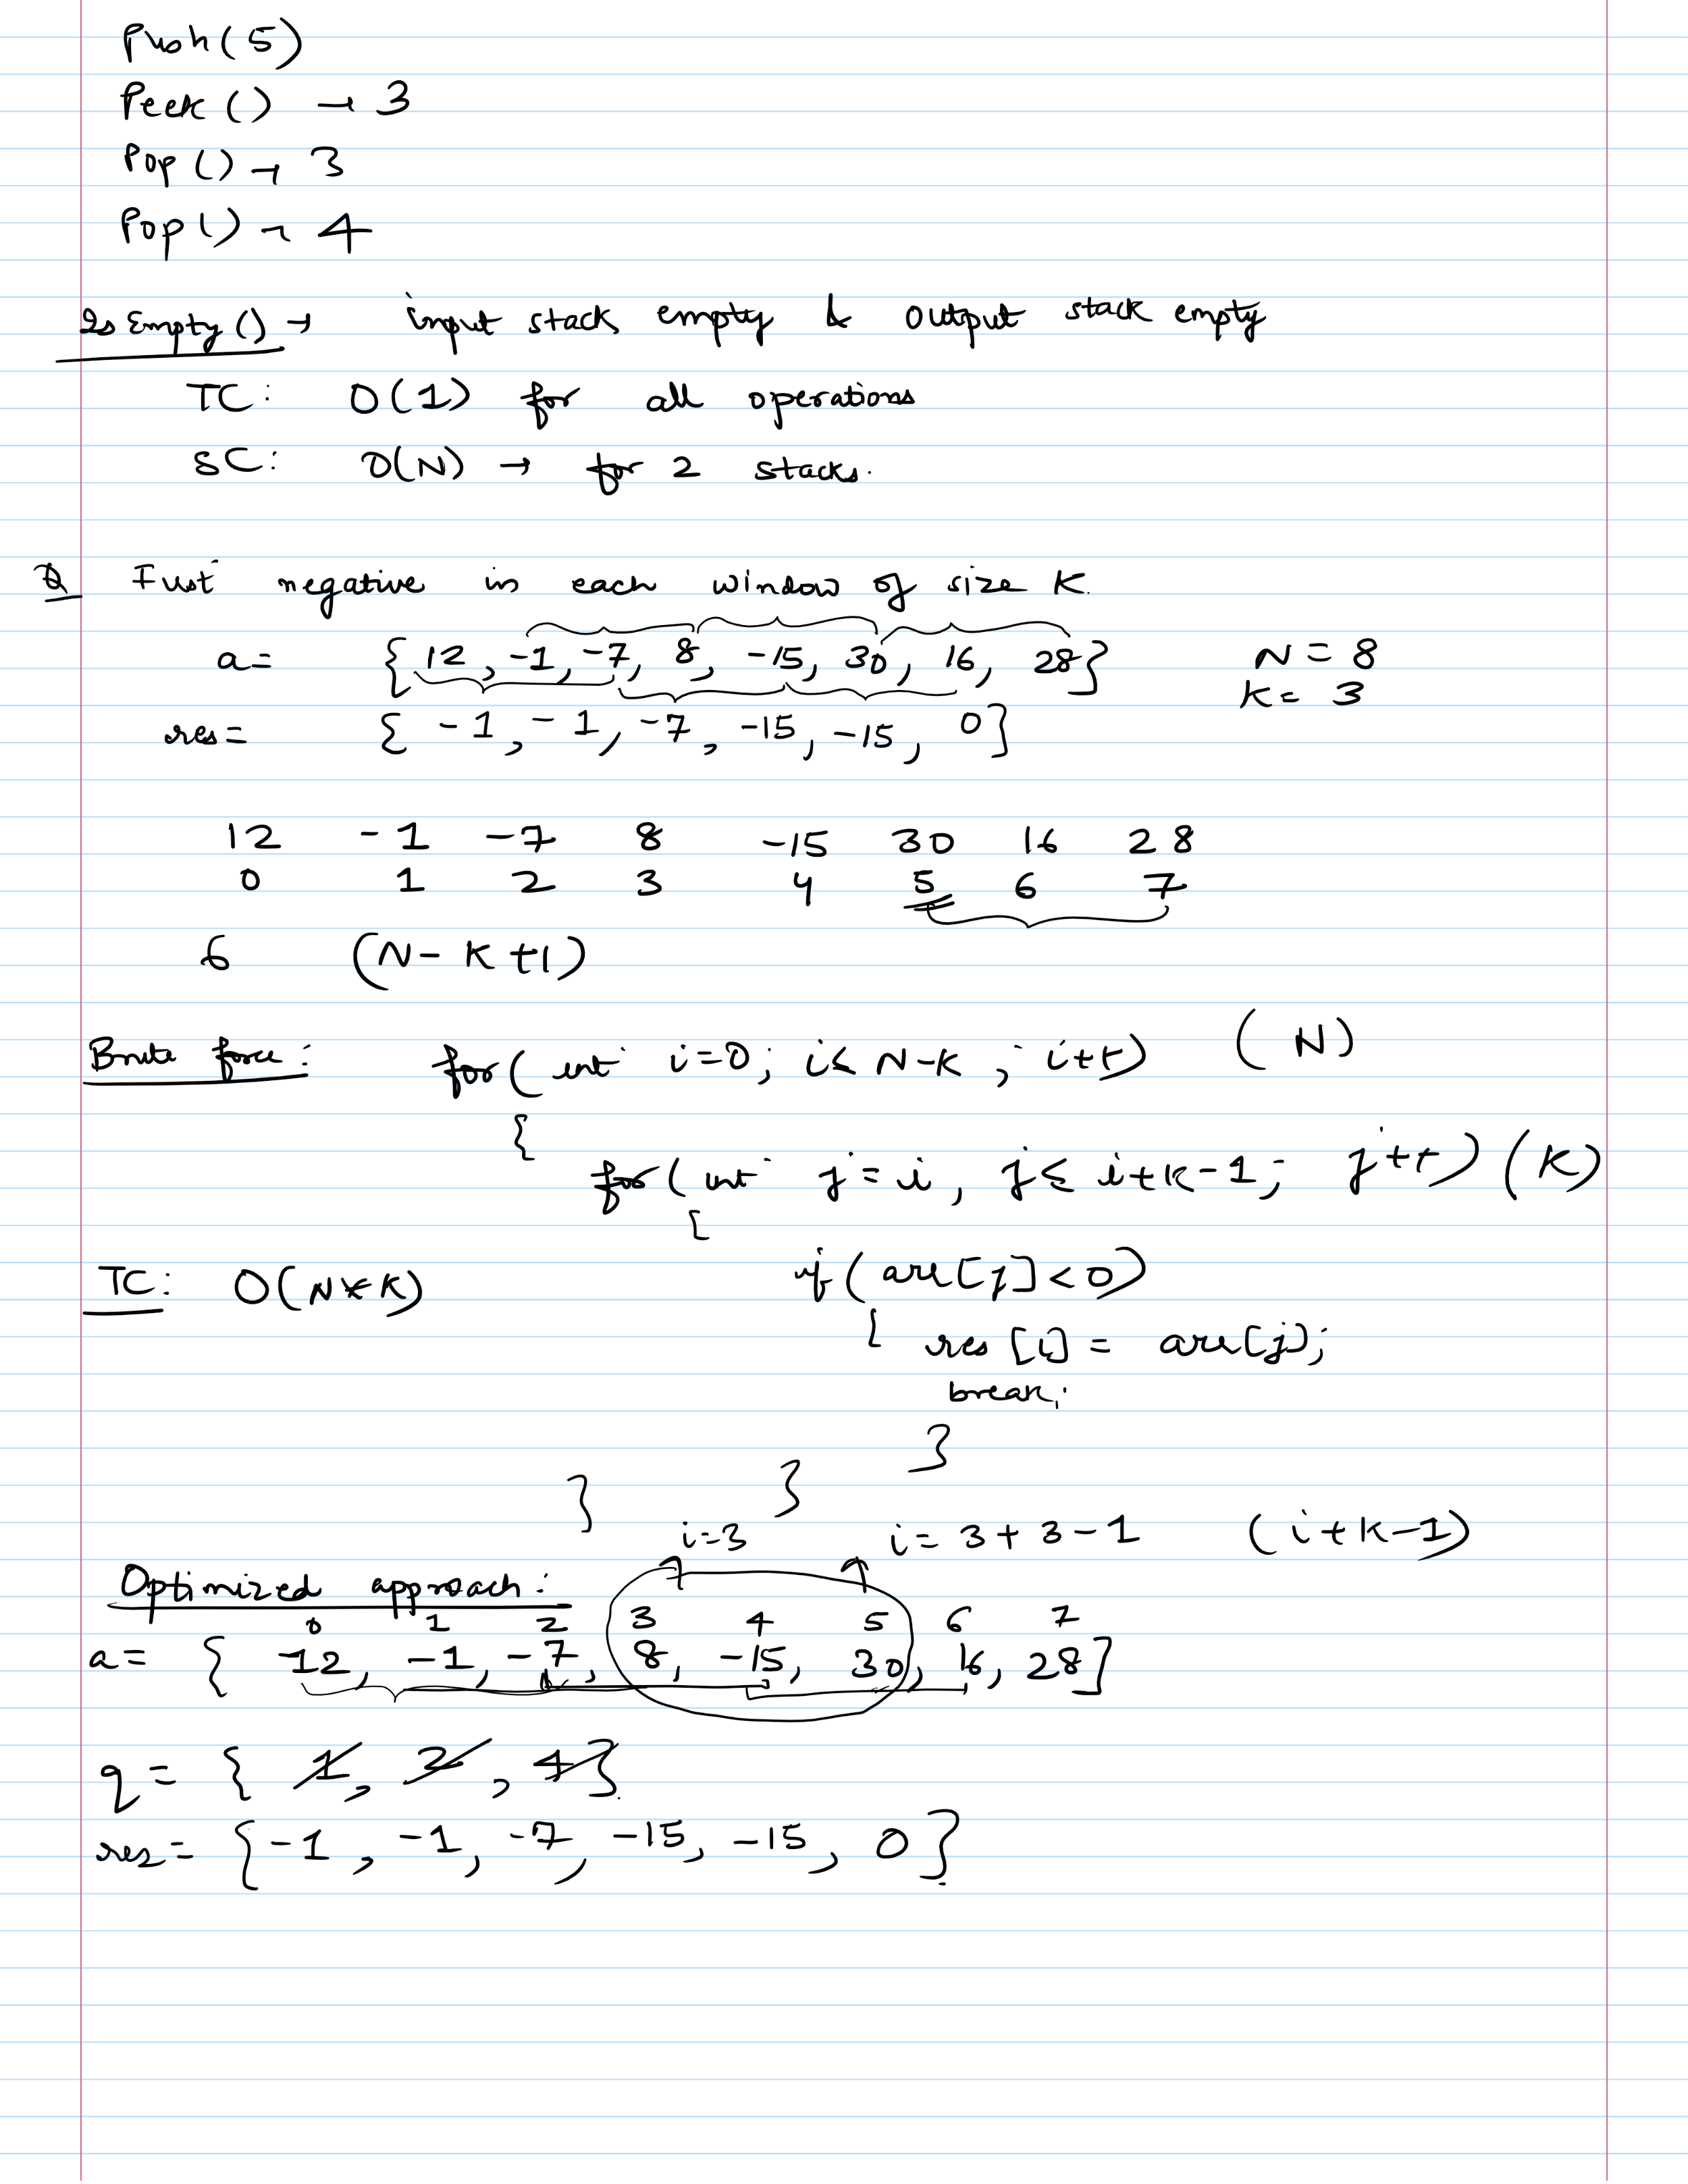 Push(5)
Peek() → 3
Pop() → 3
Pop() → 4
IsEmpty() → input stack empty & output stack empty
TC: O(1) for all operations
SC: O(N) → for 2 stacks.
Q First negative in each window of size K.
a= {12, -1, -7, 8, -15, 30, 16, 28} N = 8
K = 3
res= { -1, -1, -7, -15, -15, 0}
12 -1 -7 8 -15 30 16 28
0 1 2 3 4 5 6 7
6 (N-K+1)
Brute force: for( int i=0; i≤ N-K ; i++) ( N)
{
for( int j=i, j≤ i+k-1; j++) (K)
{
TC: O(N*K) if(arr[j]<0)
{ res[i] = arr[j];
break;
}
} }
i=3 i= 3+3-1 (i+K-1)
Optimized approach:
0 1 2 3 4 5 6 7
a= { -12, -1, -7, 8, -15, 30, 16, 28}
q= { 1, 2, 4}
res= {-1, -1, -7, -15, -15, 0}